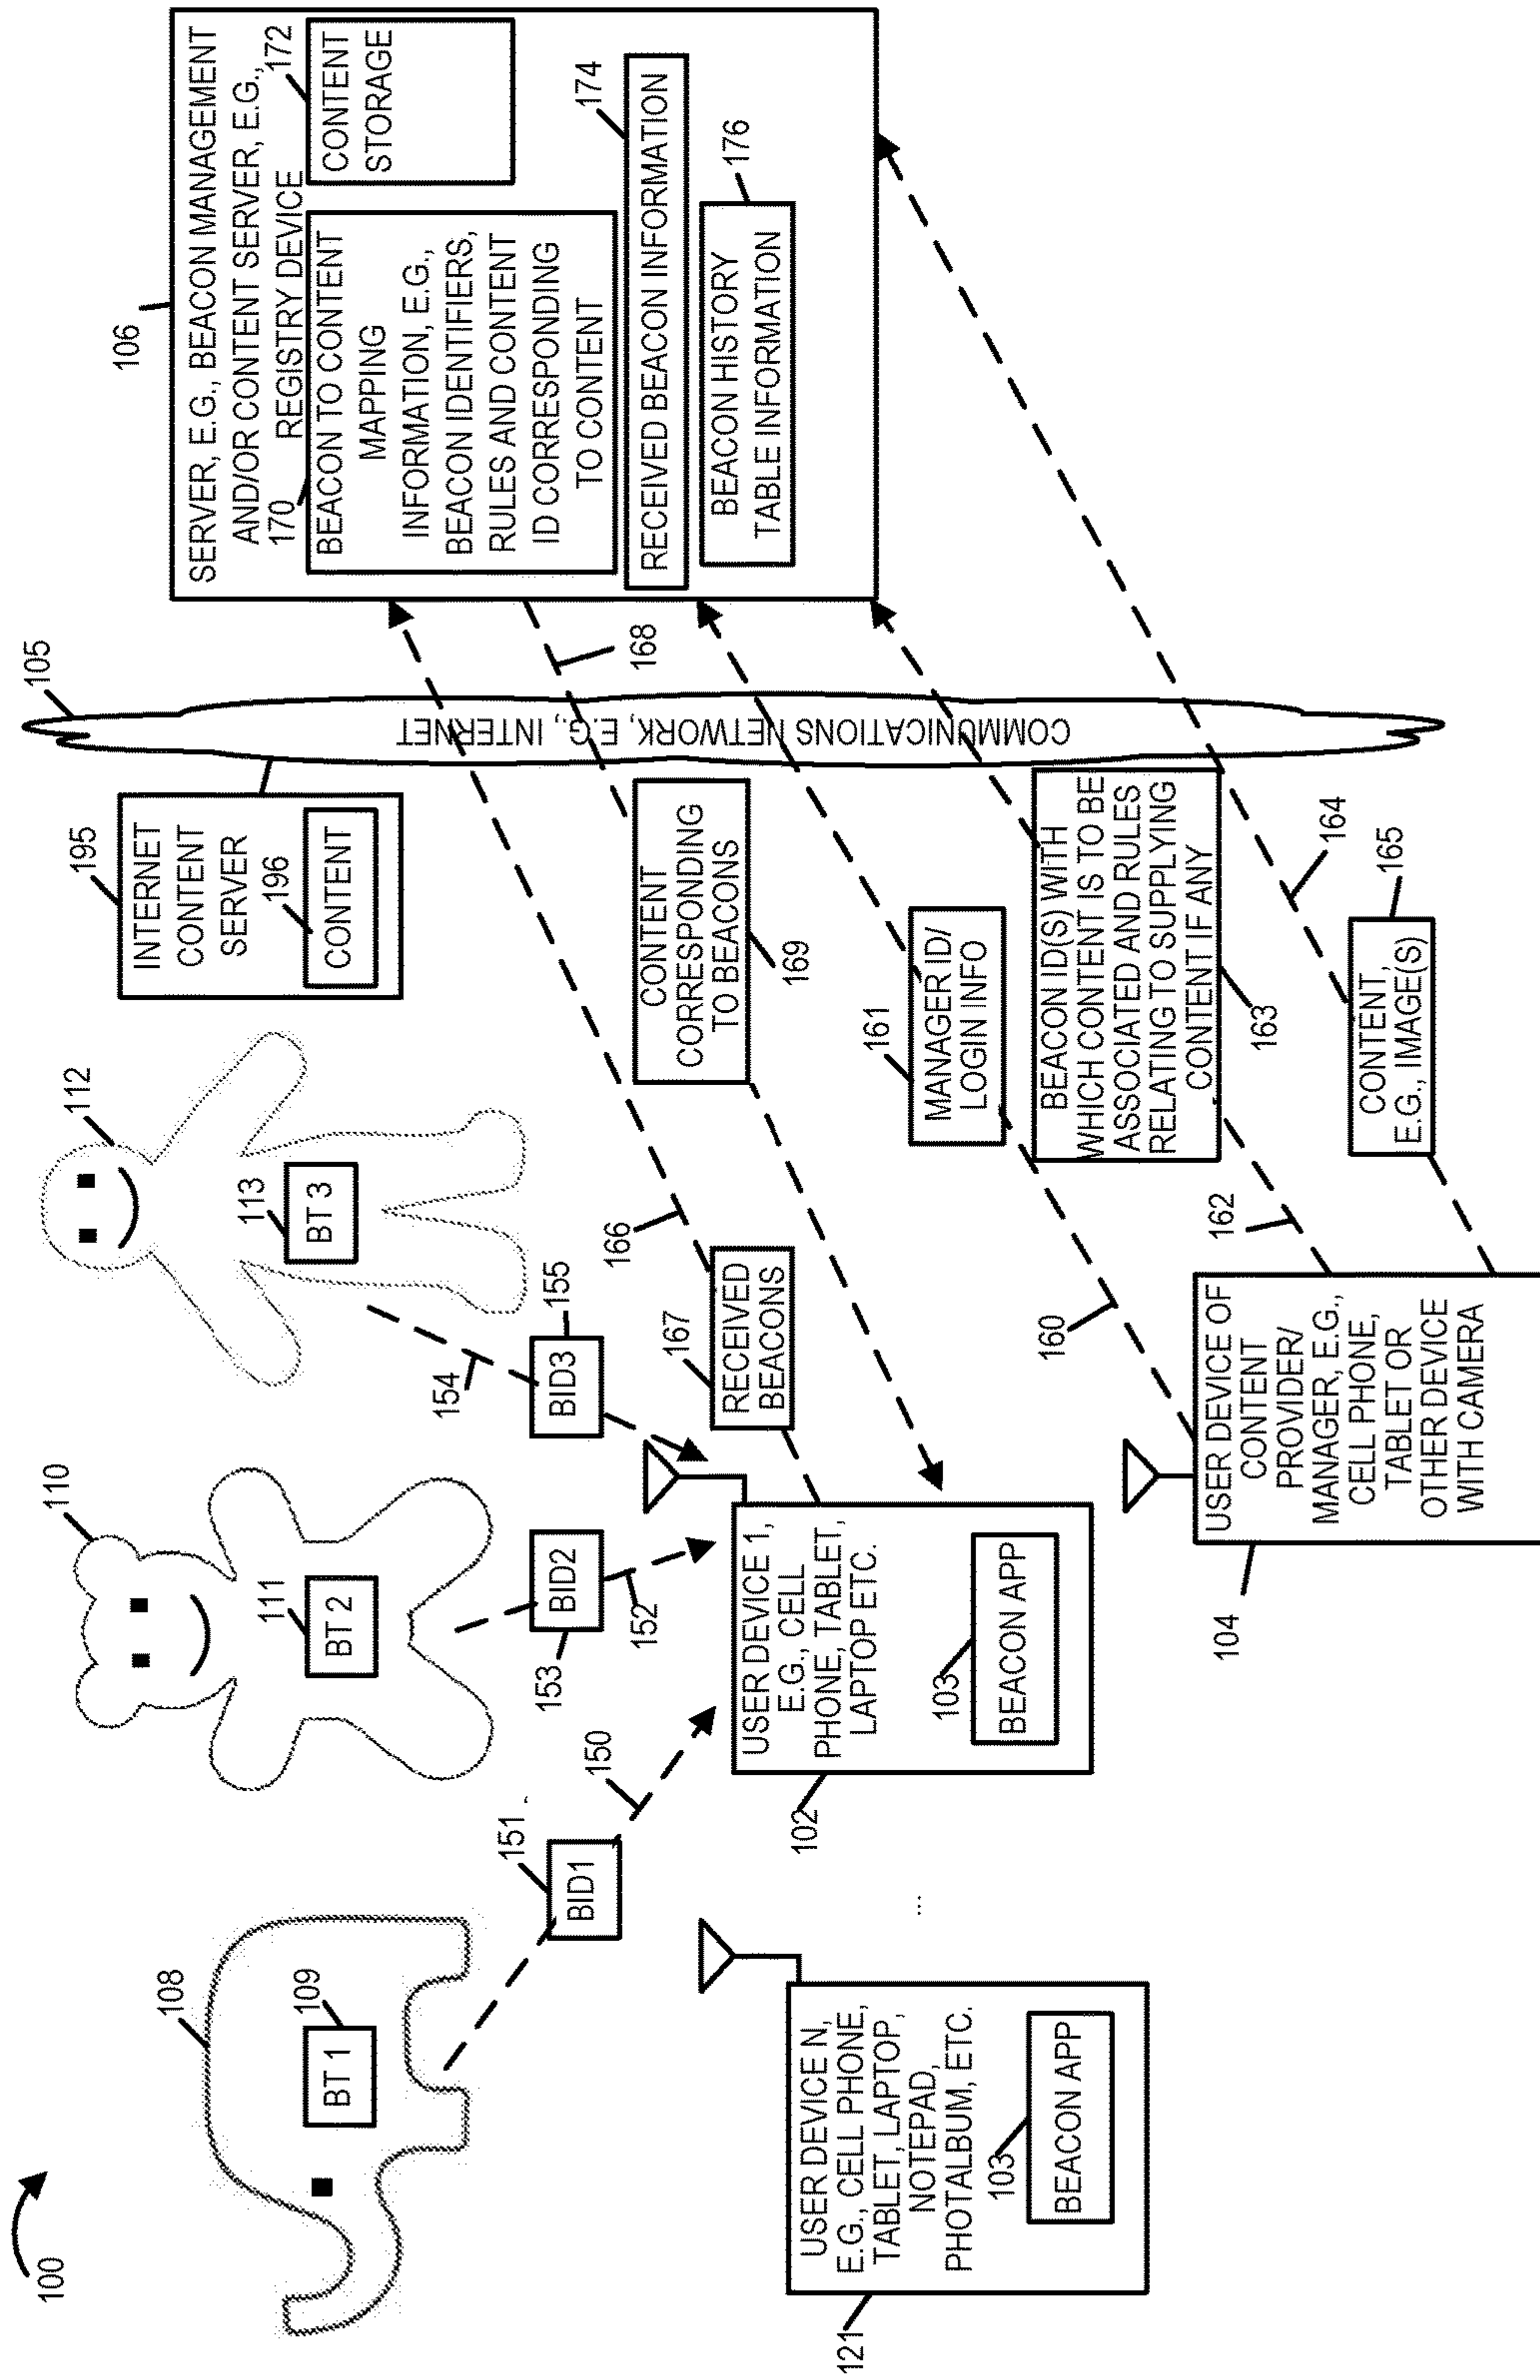 100
108
109
BT 1
110
111
BT 2
112
113
BT 3
195
INTERNET
CONTENT
SERVER
196
CONTENT
105
COMMUNICATIONS NETWORK, E.G., INTERNET
106
SERVER, E.G., BEACON MANAGEMENT
AND/OR CONTENT SERVER, E.G.,
REGISTRY DEVICE
170
BEACON TO CONTENT
MAPPING
INFORMATION, E.G.,
BEACON IDENTIFIERS,
RULES AND CONTENT
ID CORRESPONDING
TO CONTENT
172
CONTENT
STORAGE
174
RECEIVED BEACON INFORMATION
176
BEACON HISTORY
TABLE INFORMATION
151
BID1
150
153
BID2
152
154
BID3
155
166
167
RECEIVED
BEACONS
168
CONTENT
CORRESPONDING
TO BEACONS
169
161
MANAGER ID/
LOGIN INFO
160
BEACON ID(S) WITH
WHICH CONTENT IS TO BE
ASSOCIATED AND RULES
RELATING TO SUPPLYING
CONTENT IF ANY
163
162
164
165
CONTENT,
E.G., IMAGE(S)
121
USER DEVICE N,
E.G., CELL PHONE,
TABLET, LAPTOP,
NOTEPAD,
PHOTALBUM, ETC.
103
BEACON APP
...
102
USER DEVICE 1,
E.G., CELL
PHONE, TABLET,
LAPTOP ETC.
103
BEACON APP
104
USER DEVICE OF
CONTENT
PROVIDER/
MANAGER, E.G.,
CELL PHONE,
TABLET OR
OTHER DEVICE
WITH CAMERA